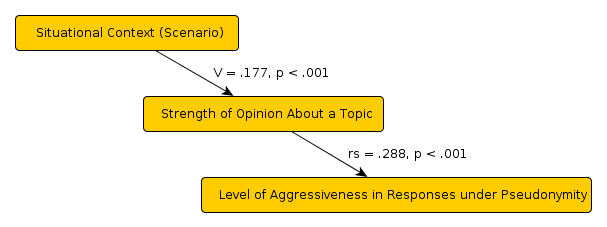 Situational Context (Scenario)
V = .177, p < .001
Strength of Opinion About a Topic
rs = .288, p < .001
Level of Aggressiveness in Responses under Pseudonymity